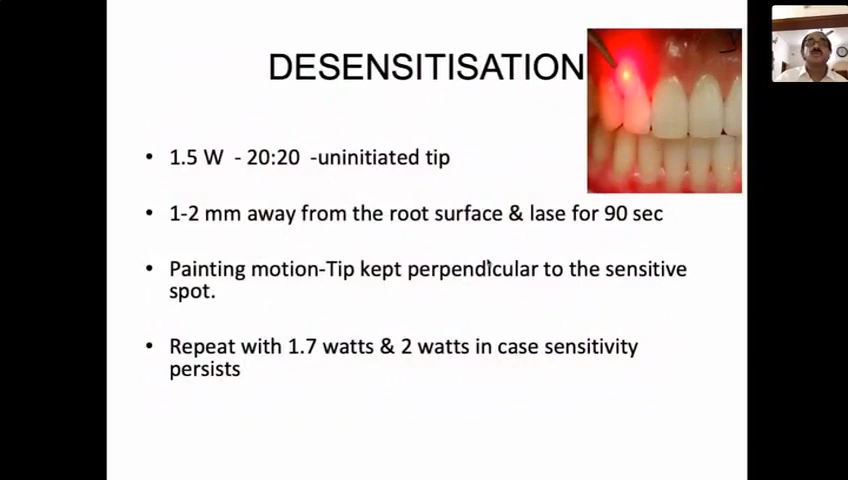 DESENSITISATION
• 1.5 W - 20:20 -uninitiated tip
• 1-2 mm away from the root surface & lase for 90 sec
• Painting motion-Tip kept perpendicular to the sensitive
spot.
• Repeat with 1.7 watts & 2 watts in case sensitivity
persists